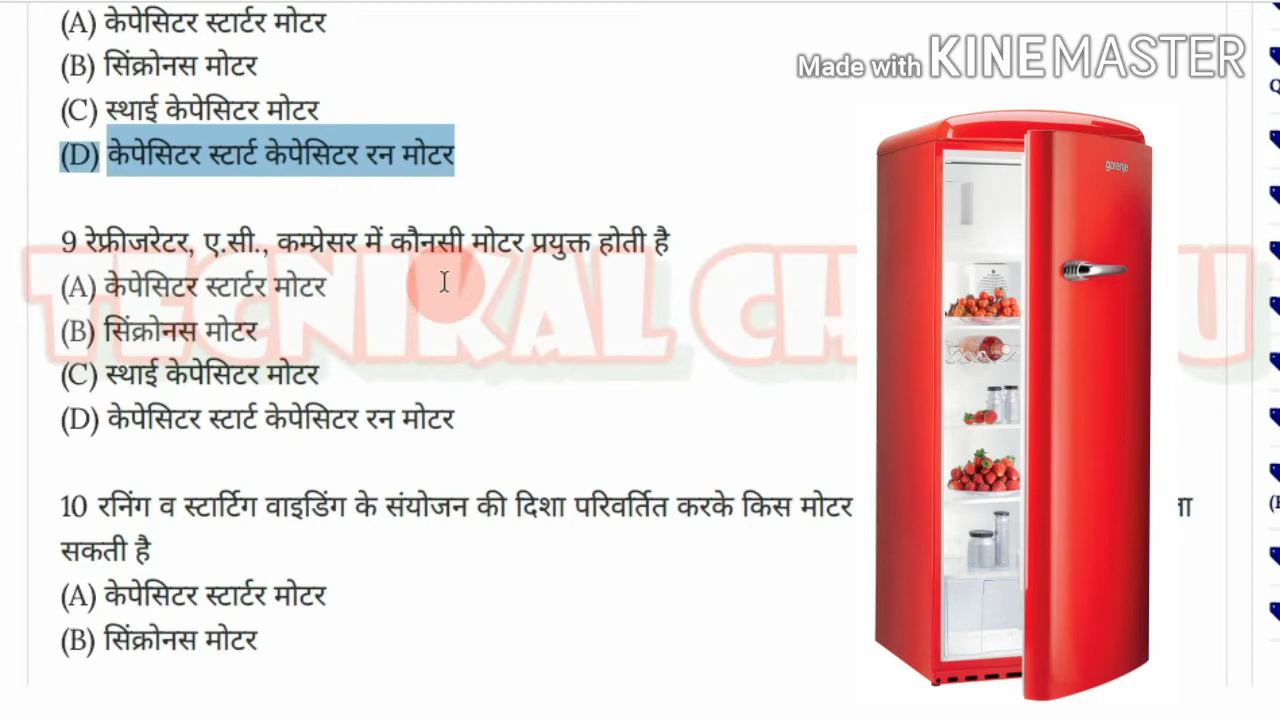 (A) केपेसिटर स्टार्टर मोटर
Made with KINEMASTER
(B) सिंक्रोनस मोटर
(C) स्थाई केपेसिटर मोटर
(D) केपेसिटर स्टार्ट केपेसिटर रन मोटर
gorenje
9 रेफ्रीजरेटर, ए.सी., कम्प्रेसर में कौनसी मोटर प्रयुक्त होती है
(A) केपेसिटर स्टार्टर मोटर
(B) सिंक्रोनस मोटर
(C) स्थाई केपेसिटर मोटर
(D) केपेसिटर स्टार्ट केपेसिटर रन मोटर
10 रनिंग व स्टार्टिग वाइडिंग के संयोजन की दिशा परिवर्तित करके किस मोटर
सकती है
(A) केपेसिटर स्टार्टर मोटर
(B) सिंक्रोनस मोटर
TECNIKAL